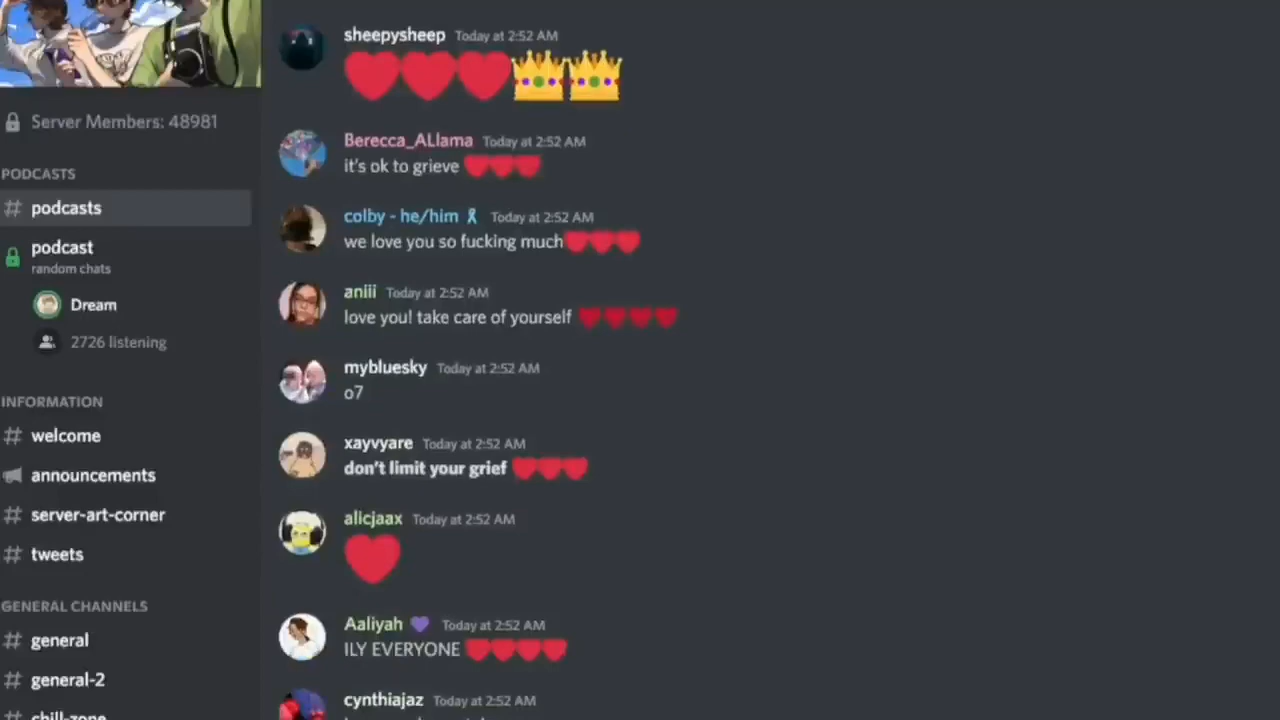 Server Members: 48981
PODCASTS
# podcasts
podcast
random chats
Dream
2726 listening
INFORMATION
# welcome
announcements
# server-art-corner
# tweets
GENERAL CHANNELS
# general
# general-2
# chill-zone
sheepysheep Today at 2:52 AM
❤️❤️❤️👑👑
Berecca_ALlama Today at 2:52 AM
it's ok to grieve ❤️❤️❤️
colby - he/him 🎗 Today at 2:52 AM
we love you so fucking much❤️❤️❤️
aniii Today at 2:52 AM
love you! take care of yourself ❤️❤️❤️❤️
mybluesky Today at 2:52 AM
o7
xayvyare Today at 2:52 AM
don't limit your grief ❤️❤️❤️
alicjaax Today at 2:52 AM
❤️
Aaliyah 💜 Today at 2:52 AM
ILY EVERYONE ❤️❤️❤️❤️
cynthiajaz Today at 2:52 AM